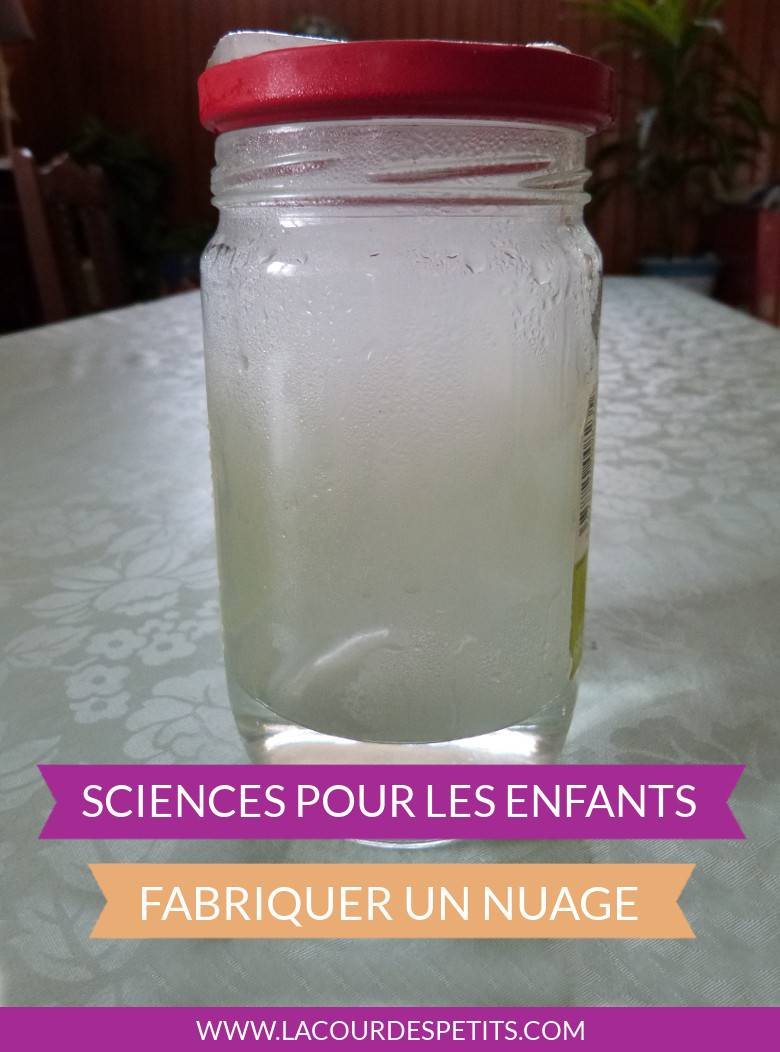 SCIENCES POUR LES ENFANTS
FABRIQUER UN NUAGE
WWW.LACOURDESPETITS.COM